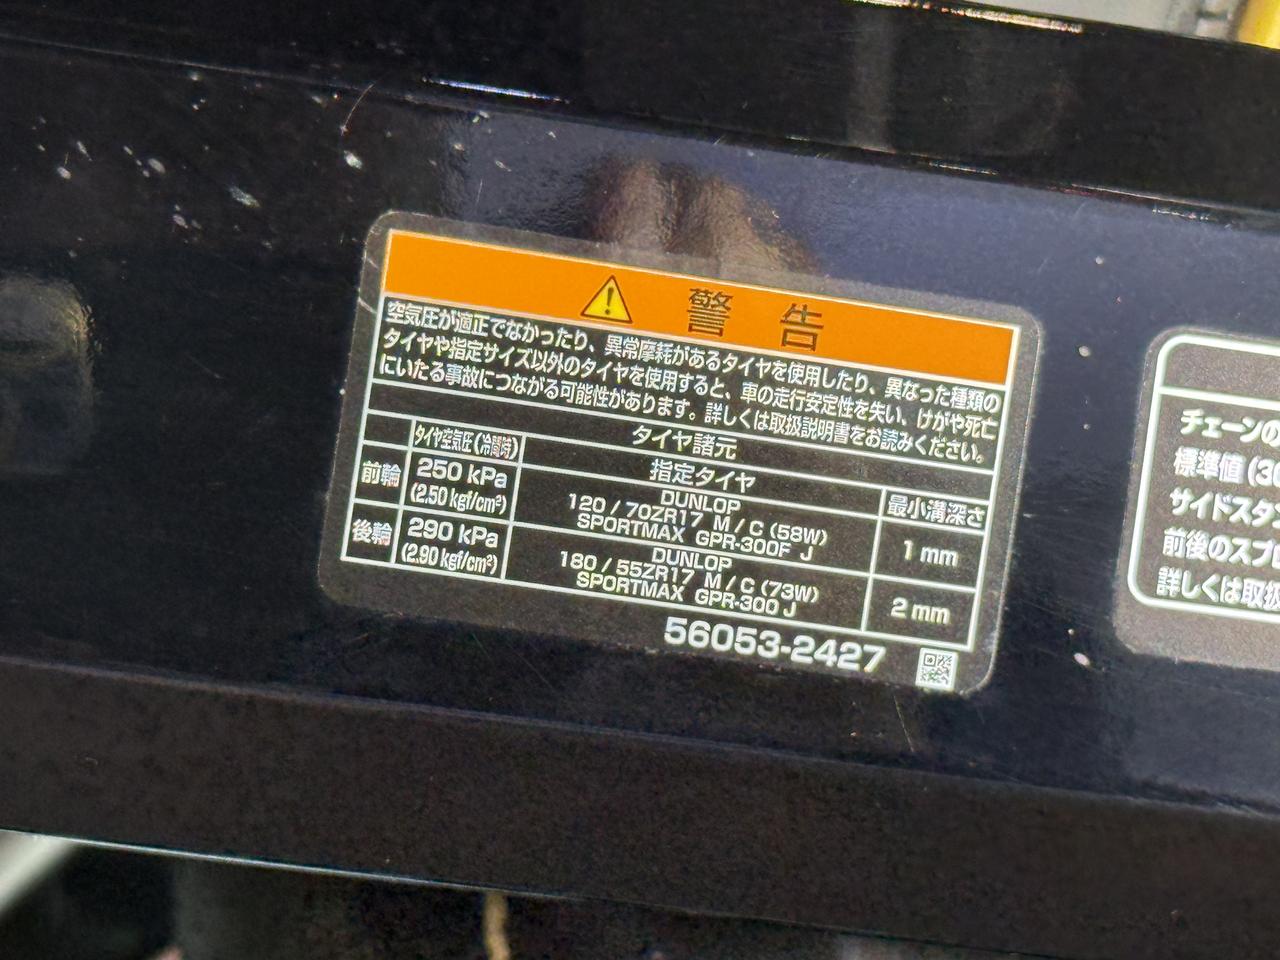 警告
空気圧が適正でなかったり、異常摩耗があるタイヤを使用したり、異なった種類の
タイヤや指定サイズ以外のタイヤを使用すると、車の走行安定性を失い、けがや死亡
にいたる事故につながる可能性があります。詳しくは取扱説明書をお読みください。
タイヤ諸元
タイヤ空気圧(冷間時)
指定タイヤ
最小溝深さ
前輪
250 kPa
(2.50 kgf/cm²)
DUNLOP
120 / 70ZR17 M / C (58W)
SPORTMAX GPR-300F J
1 mm
後輪
290 kPa
(2.90 kgf/cm²)
DUNLOP
180 / 55ZR17 M / C (73W)
SPORTMAX GPR-300 J
2 mm
56053-2427
チェーンの
標準値 (30
サイドスタ
前後のスプロ
詳しくは取扱